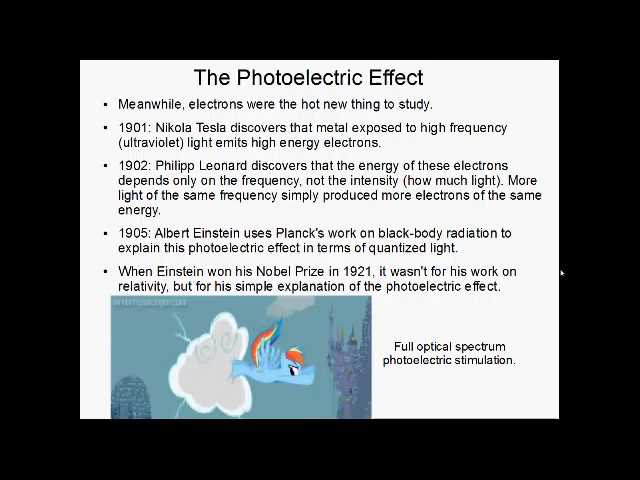 The Photoelectric Effect
• Meanwhile, electrons were the hot new thing to study.
• 1901: Nikola Tesla discovers that metal exposed to high frequency
(ultraviolet) light emits high energy electrons.
• 1902: Philipp Leonard discovers that the energy of these electrons
depends only on the frequency, not the intensity (how much light). More
light of the same frequency simply produced more electrons of the same
energy.
• 1905: Albert Einstein uses Planck's work on black-body radiation to
explain this photoelectric effect in terms of quantized light.
• When Einstein won his Nobel Prize in 1921, it wasn't for his work on
relativity, but for his simple explanation of the photoelectric effect.
Full optical spectrum
photoelectric stimulation.